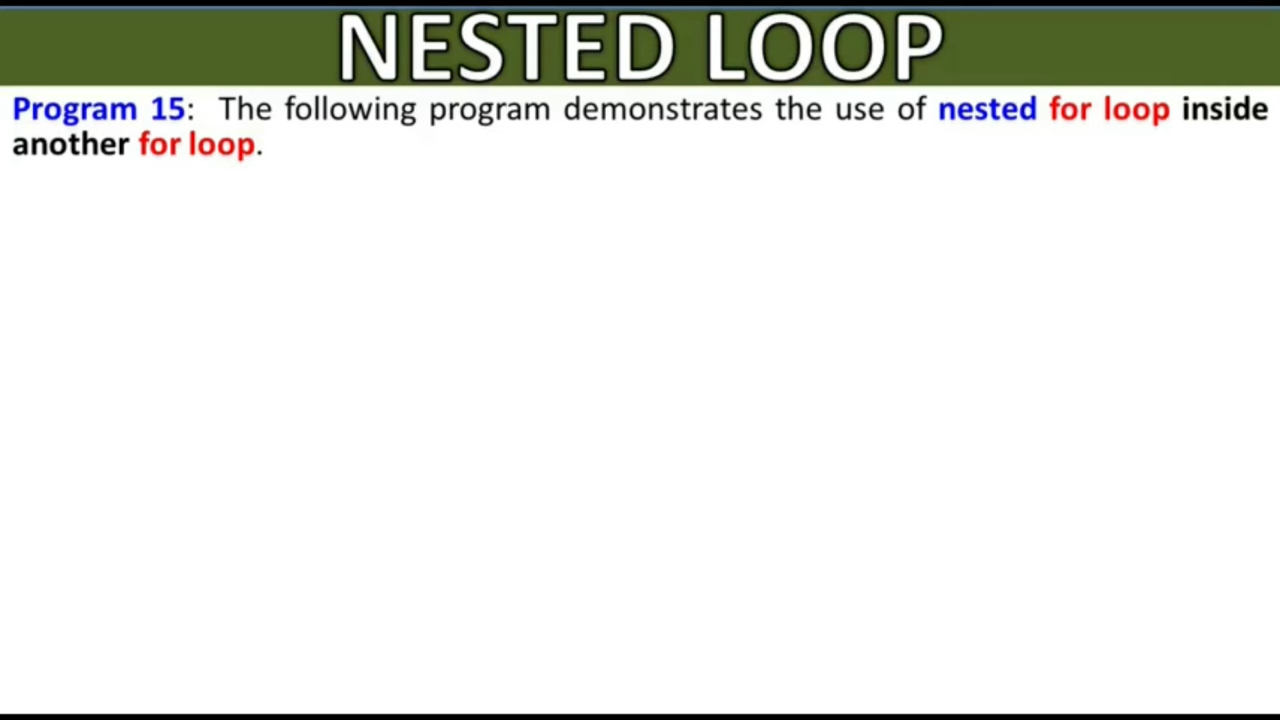 NESTED LOOP
Program 15: The following program demonstrates the use of nested for loop inside
another for loop.